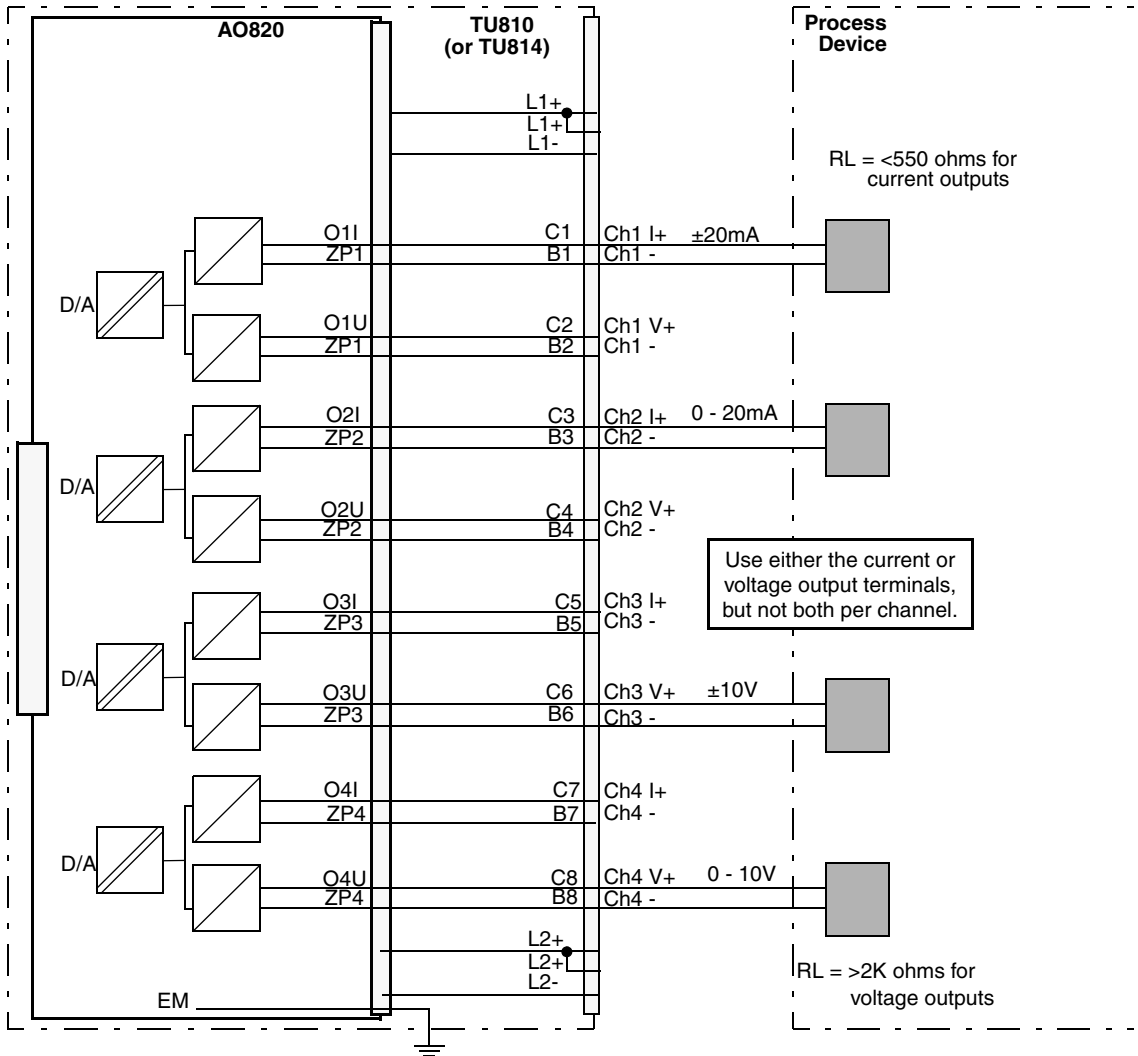 AO820
TU810
(or TU814)
Process
Device
L1+
L1+
L1-
RL = <550 ohms for
current outputs
O1I
C1
Ch1 I+
±20mA
ZP1
B1
Ch1 -
D/A
O1U
C2
Ch1 V+
ZP1
B2
Ch1 -
O2I
C3
Ch2 I+
0 - 20mA
ZP2
B3
Ch2 -
D/A
O2U
C4
Ch2 V+
ZP2
B4
Ch2 -
Use either the current or
voltage output terminals,
but not both per channel.
O3I
C5
Ch3 I+
ZP3
B5
Ch3 -
D/A
O3U
C6
Ch3 V+
±10V
ZP3
B6
Ch3 -
O4I
C7
Ch4 I+
ZP4
B7
Ch4 -
D/A
O4U
C8
Ch4 V+
0 - 10V
ZP4
B8
Ch4 -
L2+
L2+
L2-
RL = >2K ohms for
voltage outputs
EM